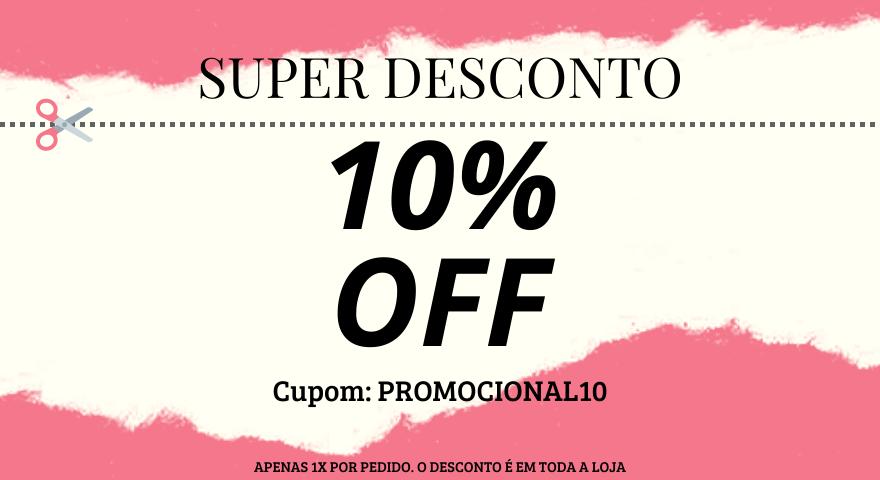 SUPER DESCONTO
10%
OFF
Cupom: PROMOCIONAL10
APENAS 1X POR PEDIDO. O DESCONTO É EM TODA A LOJA